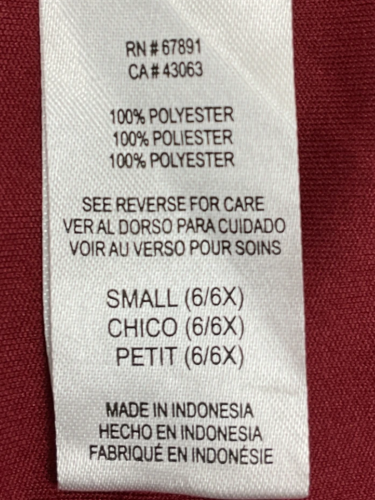 RN # 67891
CA # 43063
100% POLYESTER
100% POLIESTER
100% POLYESTER
SEE REVERSE FOR CARE
VER AL DORSO PARA CUIDADO
VOIR AU VERSO POUR SOINS
SMALL (6/6X)
CHICO (6/6X)
PETIT (6/6X)
MADE IN INDONESIA
HECHO EN INDONESIA
FABRIQUÉ EN INDONÉSIE